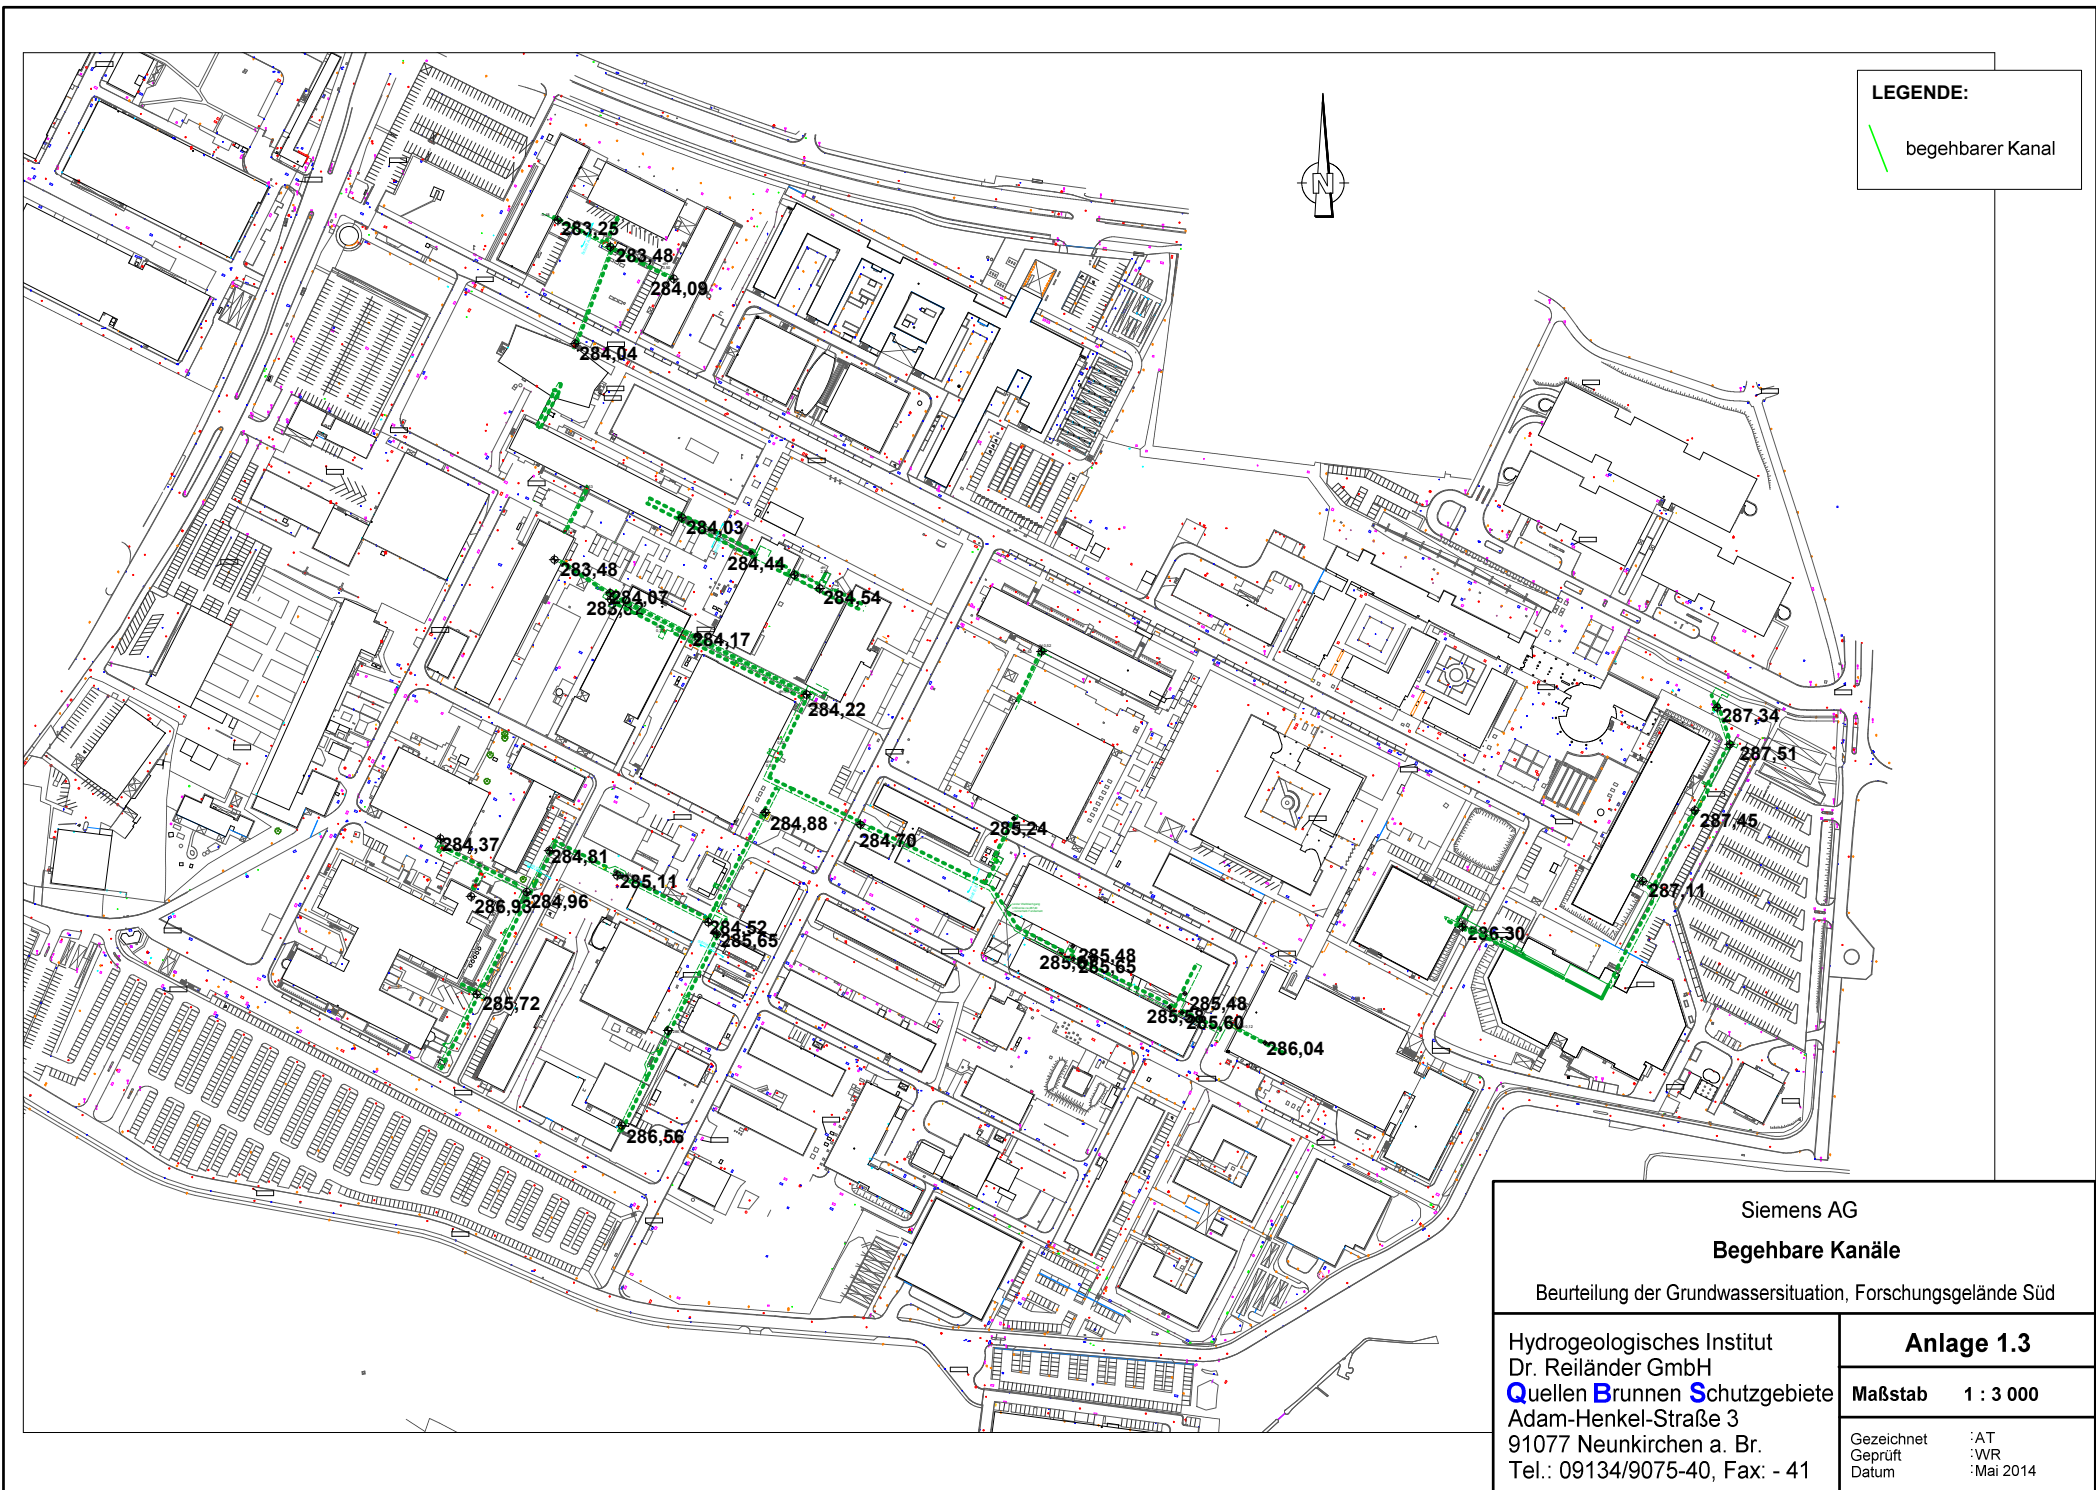 LEGENDE:
begehbarer Kanal
N
283,25
283,48
284,09
284,04
284,03
284,44
284,54
283,48
284,07
284,17
284,22
287,34
287,51
287,45
287,11
286,30
284,88
284,70
285,24
284,37
284,81
285,11
286,93
284,96
284,52
285,65
285,48
285,65
285,72
285,48
285,60
286,04
286,56
Siemens AG
Begehbare Kanäle
Beurteilung der Grundwassersituation, Forschungsgelände Süd
Hydrogeologisches Institut
Dr. Reiländer GmbH
Quellen Brunnen Schutzgebiete
Adam-Henkel-Straße 3
91077 Neunkirchen a. Br.
Tel.: 09134/9075-40, Fax: - 41
Anlage 1.3
Maßstab 1 : 3 000
Gezeichnet :AT
Geprüft :WR
Datum :Mai 2014